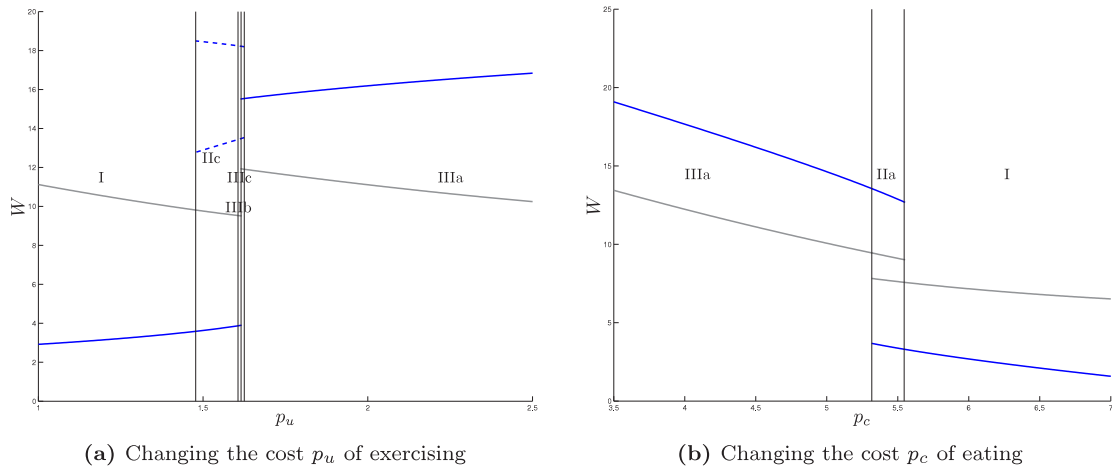 20
18
16
14
12
10
8
6
4
2
0
W
I
IIc
IIIc
IIIb
IIIa
1
1.5
2
2.5
p_u
(a) Changing the cost p_u of exercising
25
20
15
10
5
0
W
IIIa
IIa
I
3.5
4
4.5
5
5.5
6
6.5
7
p_c
(b) Changing the cost p_c of eating